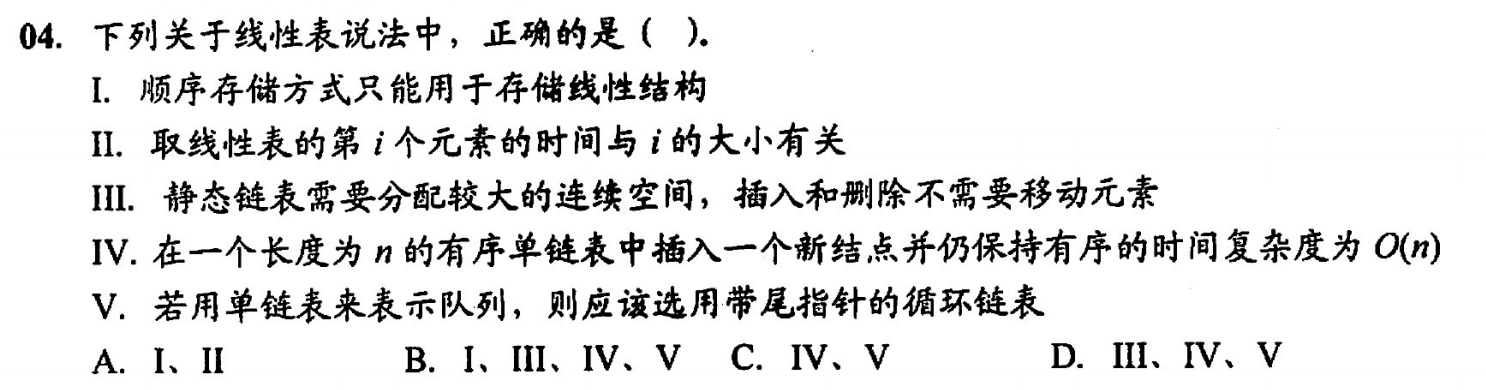 04. 下列关于线性表说法中，正确的是（ ）。
I. 顺序存储方式只能用于存储线性结构
II. 取线性表的第 i 个元素的时间与 i 的大小有关
III. 静态链表需要分配较大的连续空间，插入和删除不需要移动元素
IV. 在一个长度为 n 的有序单链表中插入一个新结点并仍保持有序的时间复杂度为 O(n)
V. 若用单链表来表示队列，则应该选用带尾指针的循环链表
A. I、II B. I、III、IV、V C. IV、V D. III、IV、V